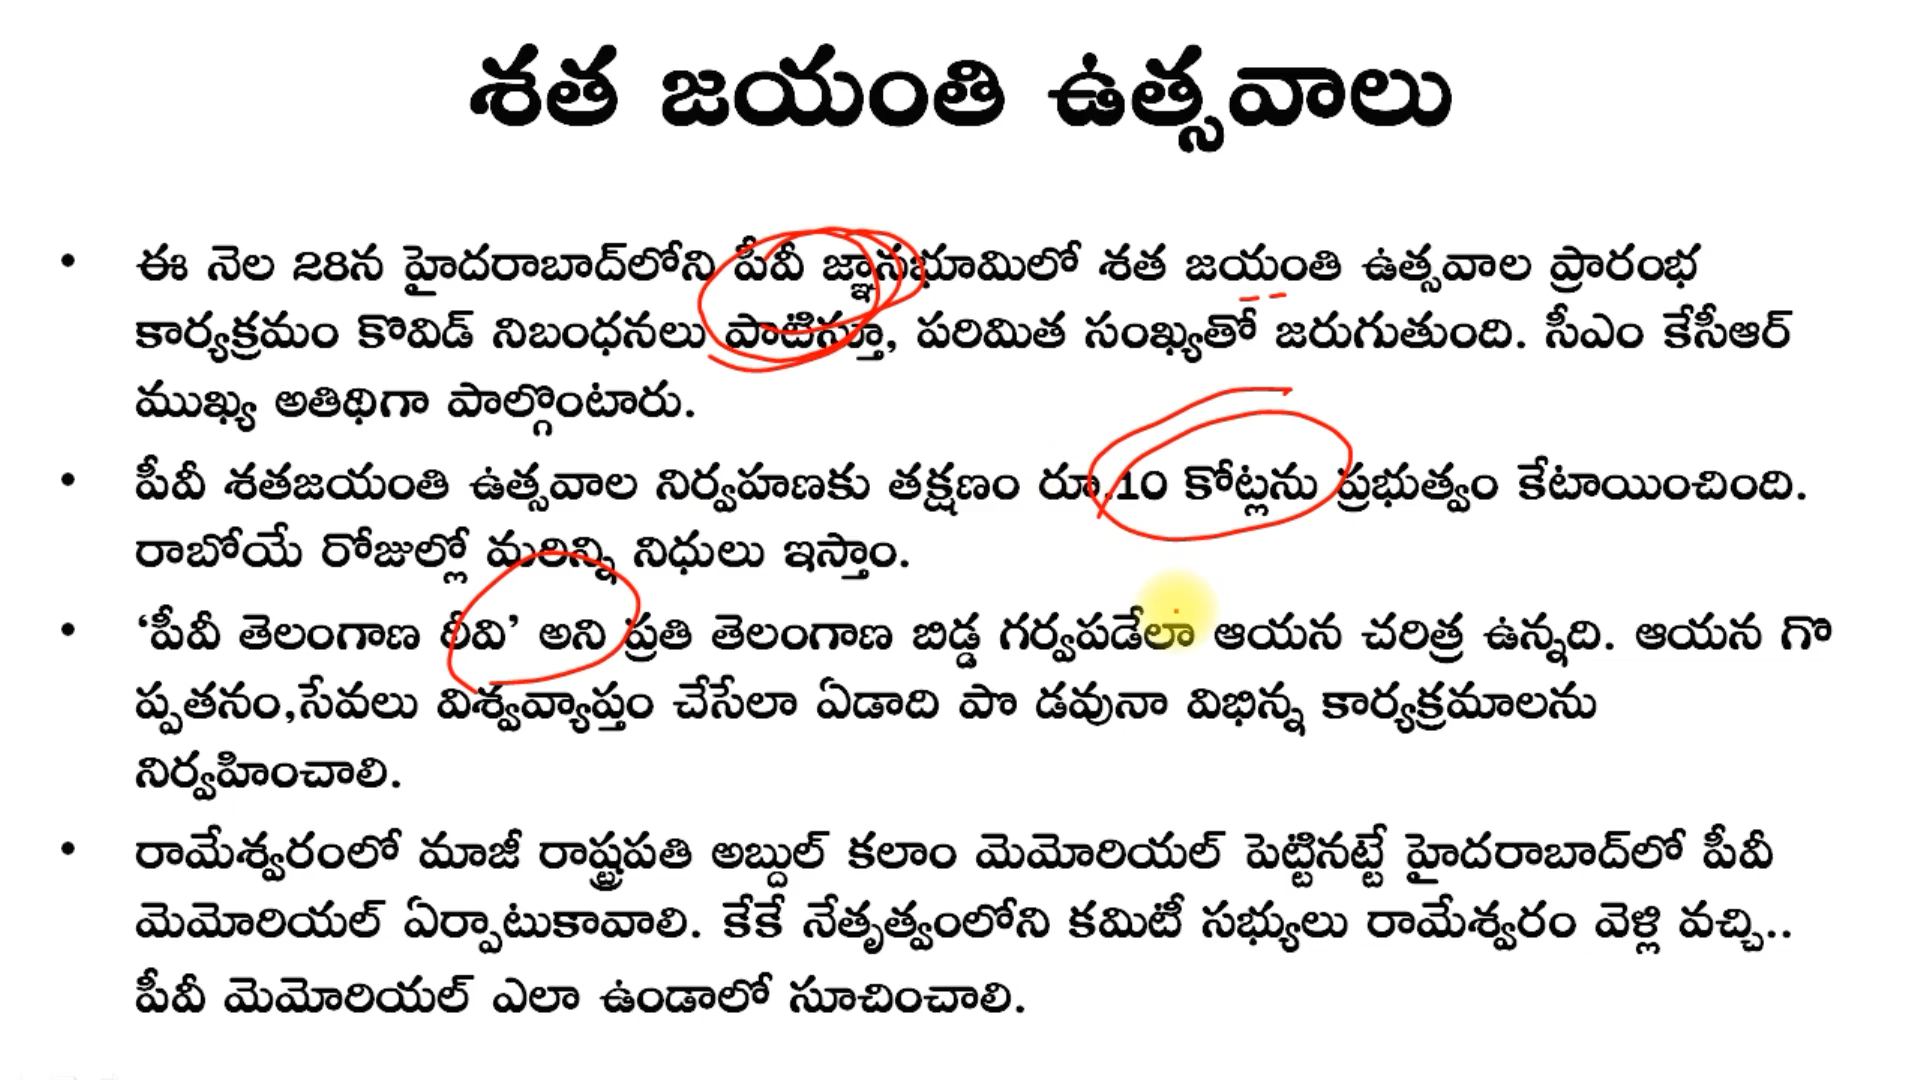 శత జయంతి ఉత్సవాలు
• ఈ నెల 28న హైదరాబాద్‌లోని పీవీ జ్ఞానభూమిలో శత జయంతి ఉత్సవాల ప్రారంభ
కార్యక్రమం కొవిడ్ నిబంధనలు పాటిస్తూ, పరిమిత సంఖ్యతో జరుగుతుంది. సీఎం కేసీఆర్
ముఖ్య అతిథిగా పాల్గొంటారు.
• పీవీ శతజయంతి ఉత్సవాల నిర్వహణకు తక్షణం రూ.10 కోట్లను ప్రభుత్వం కేటాయించింది.
రాబోయే రోజుల్లో మరిన్ని నిధులు ఇస్తాం.
• ‘పీవీ తెలంగాణ ఠీవి’ అని ప్రతి తెలంగాణ బిడ్డ గర్వపడేలా ఆయన చరిత్ర ఉన్నది. ఆయన గొ
ప్పతనం,సేవలు విశ్వవ్యాప్తం చేసేలా ఏడాది పొ డవునా విభిన్న కార్యక్రమాలను
నిర్వహించాలి.
• రామేశ్వరంలో మాజీ రాష్ట్రపతి అబ్దుల్ కలాం మెమోరియల్ పెట్టినట్టే హైదరాబాద్‌లో పీవీ
మెమోరియల్ ఏర్పాటుకావాలి. కేకే నేతృత్వంలోని కమిటీ సభ్యులు రామేశ్వరం వెళ్లి వచ్చి..
పీవీ మెమోరియల్ ఎలా ఉండాలో సూచించాలి.